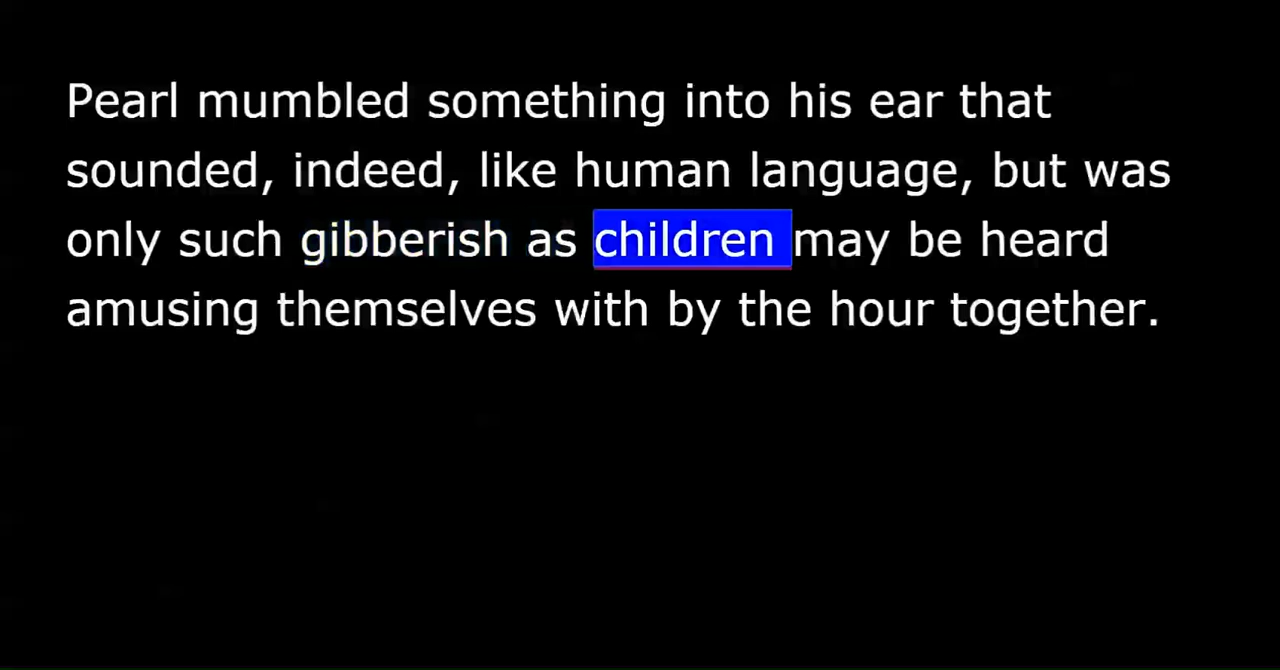 Pearl mumbled something into his ear that
sounded, indeed, like human language, but was
only such gibberish as children may be heard
amusing themselves with by the hour together.